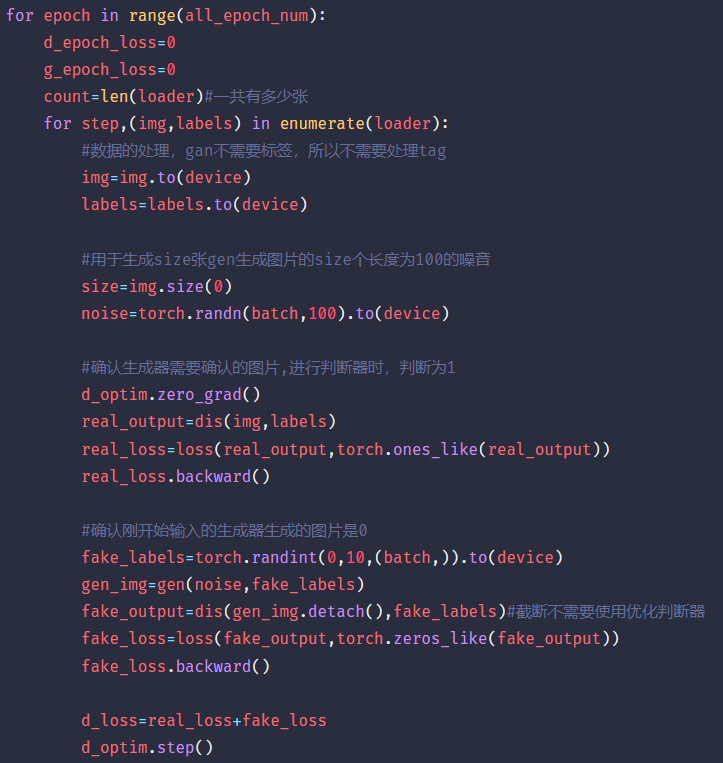 for epoch in range(all_epoch_num):
    d_epoch_loss=0
    g_epoch_loss=0
    count=len(loader)#一共有多少张
    for step,(img,labels) in enumerate(loader):
        #数据的处理，gan不需要标签，所以不需要处理tag
        img=img.to(device)
        labels=labels.to(device)

        #用于生成size张gen生成图片的size个长度为100的噪音
        size=img.size(0)
        noise=torch.randn(batch,100).to(device)

        #确认生成器需要确认的图片,进行判断器时，判断为1
        d_optim.zero_grad()
        real_output=dis(img,labels)
        real_loss=loss(real_output,torch.ones_like(real_output))
        real_loss.backward()

        #确认刚开始输入的生成器生成的图片是0
        fake_labels=torch.randint(0,10,(batch,)).to(device)
        gen_img=gen(noise,fake_labels)
        fake_output=dis(gen_img.detach(),fake_labels)#截断不需要使用优化判断器
        fake_loss=loss(fake_output,torch.zeros_like(fake_output))
        fake_loss.backward()

        d_loss=real_loss+fake_loss
        d_optim.step()